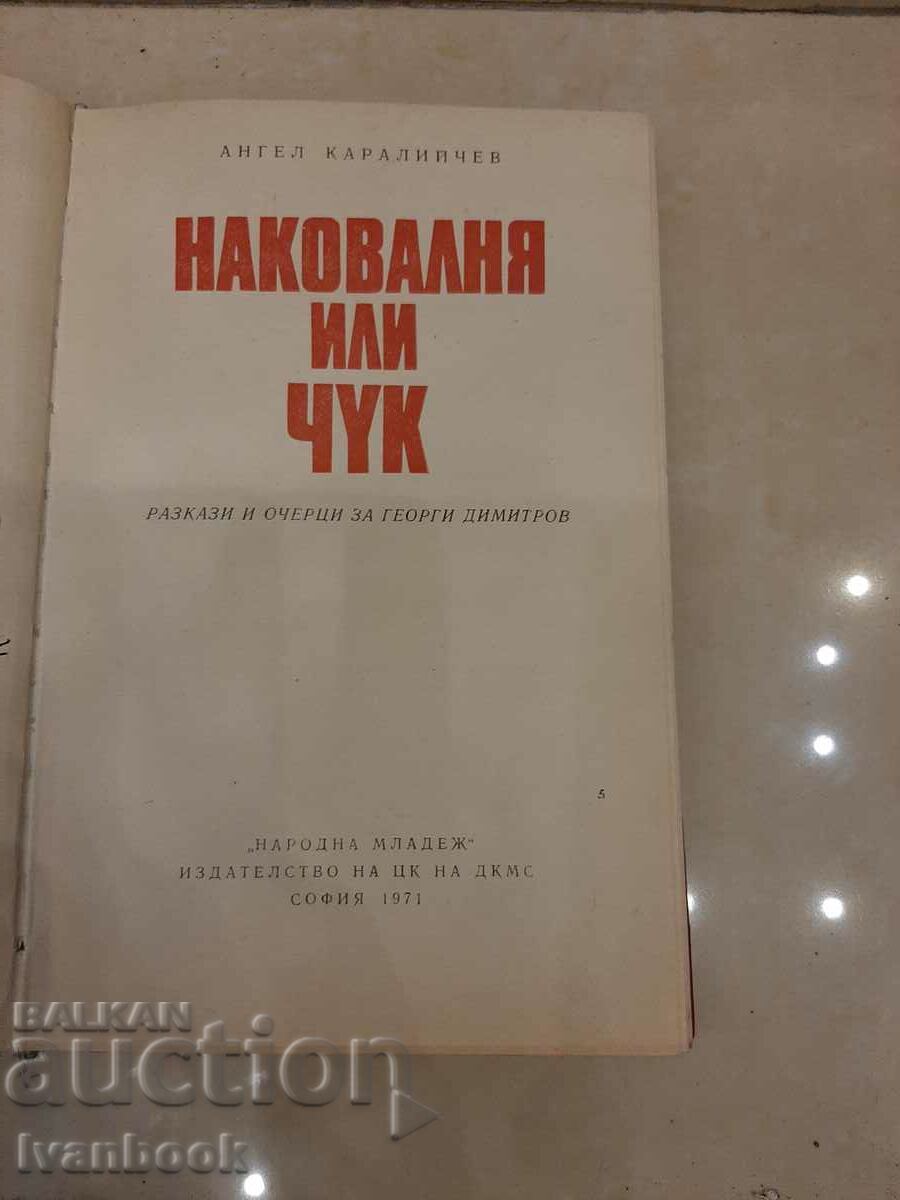 АНГЕЛ КАРАЛИЙЧЕВ
НАКОВАЛНЯ
ИЛИ
ЧУК
РАЗКАЗИ И ОЧЕРЦИ ЗА ГЕОРГИ ДИМИТРОВ
5
„НАРОДНА МЛАДЕЖ“
ИЗДАТЕЛСТВО НА ЦК НА ДКМС
СОФИЯ 1971
BALKAN
auction
Ivanbook